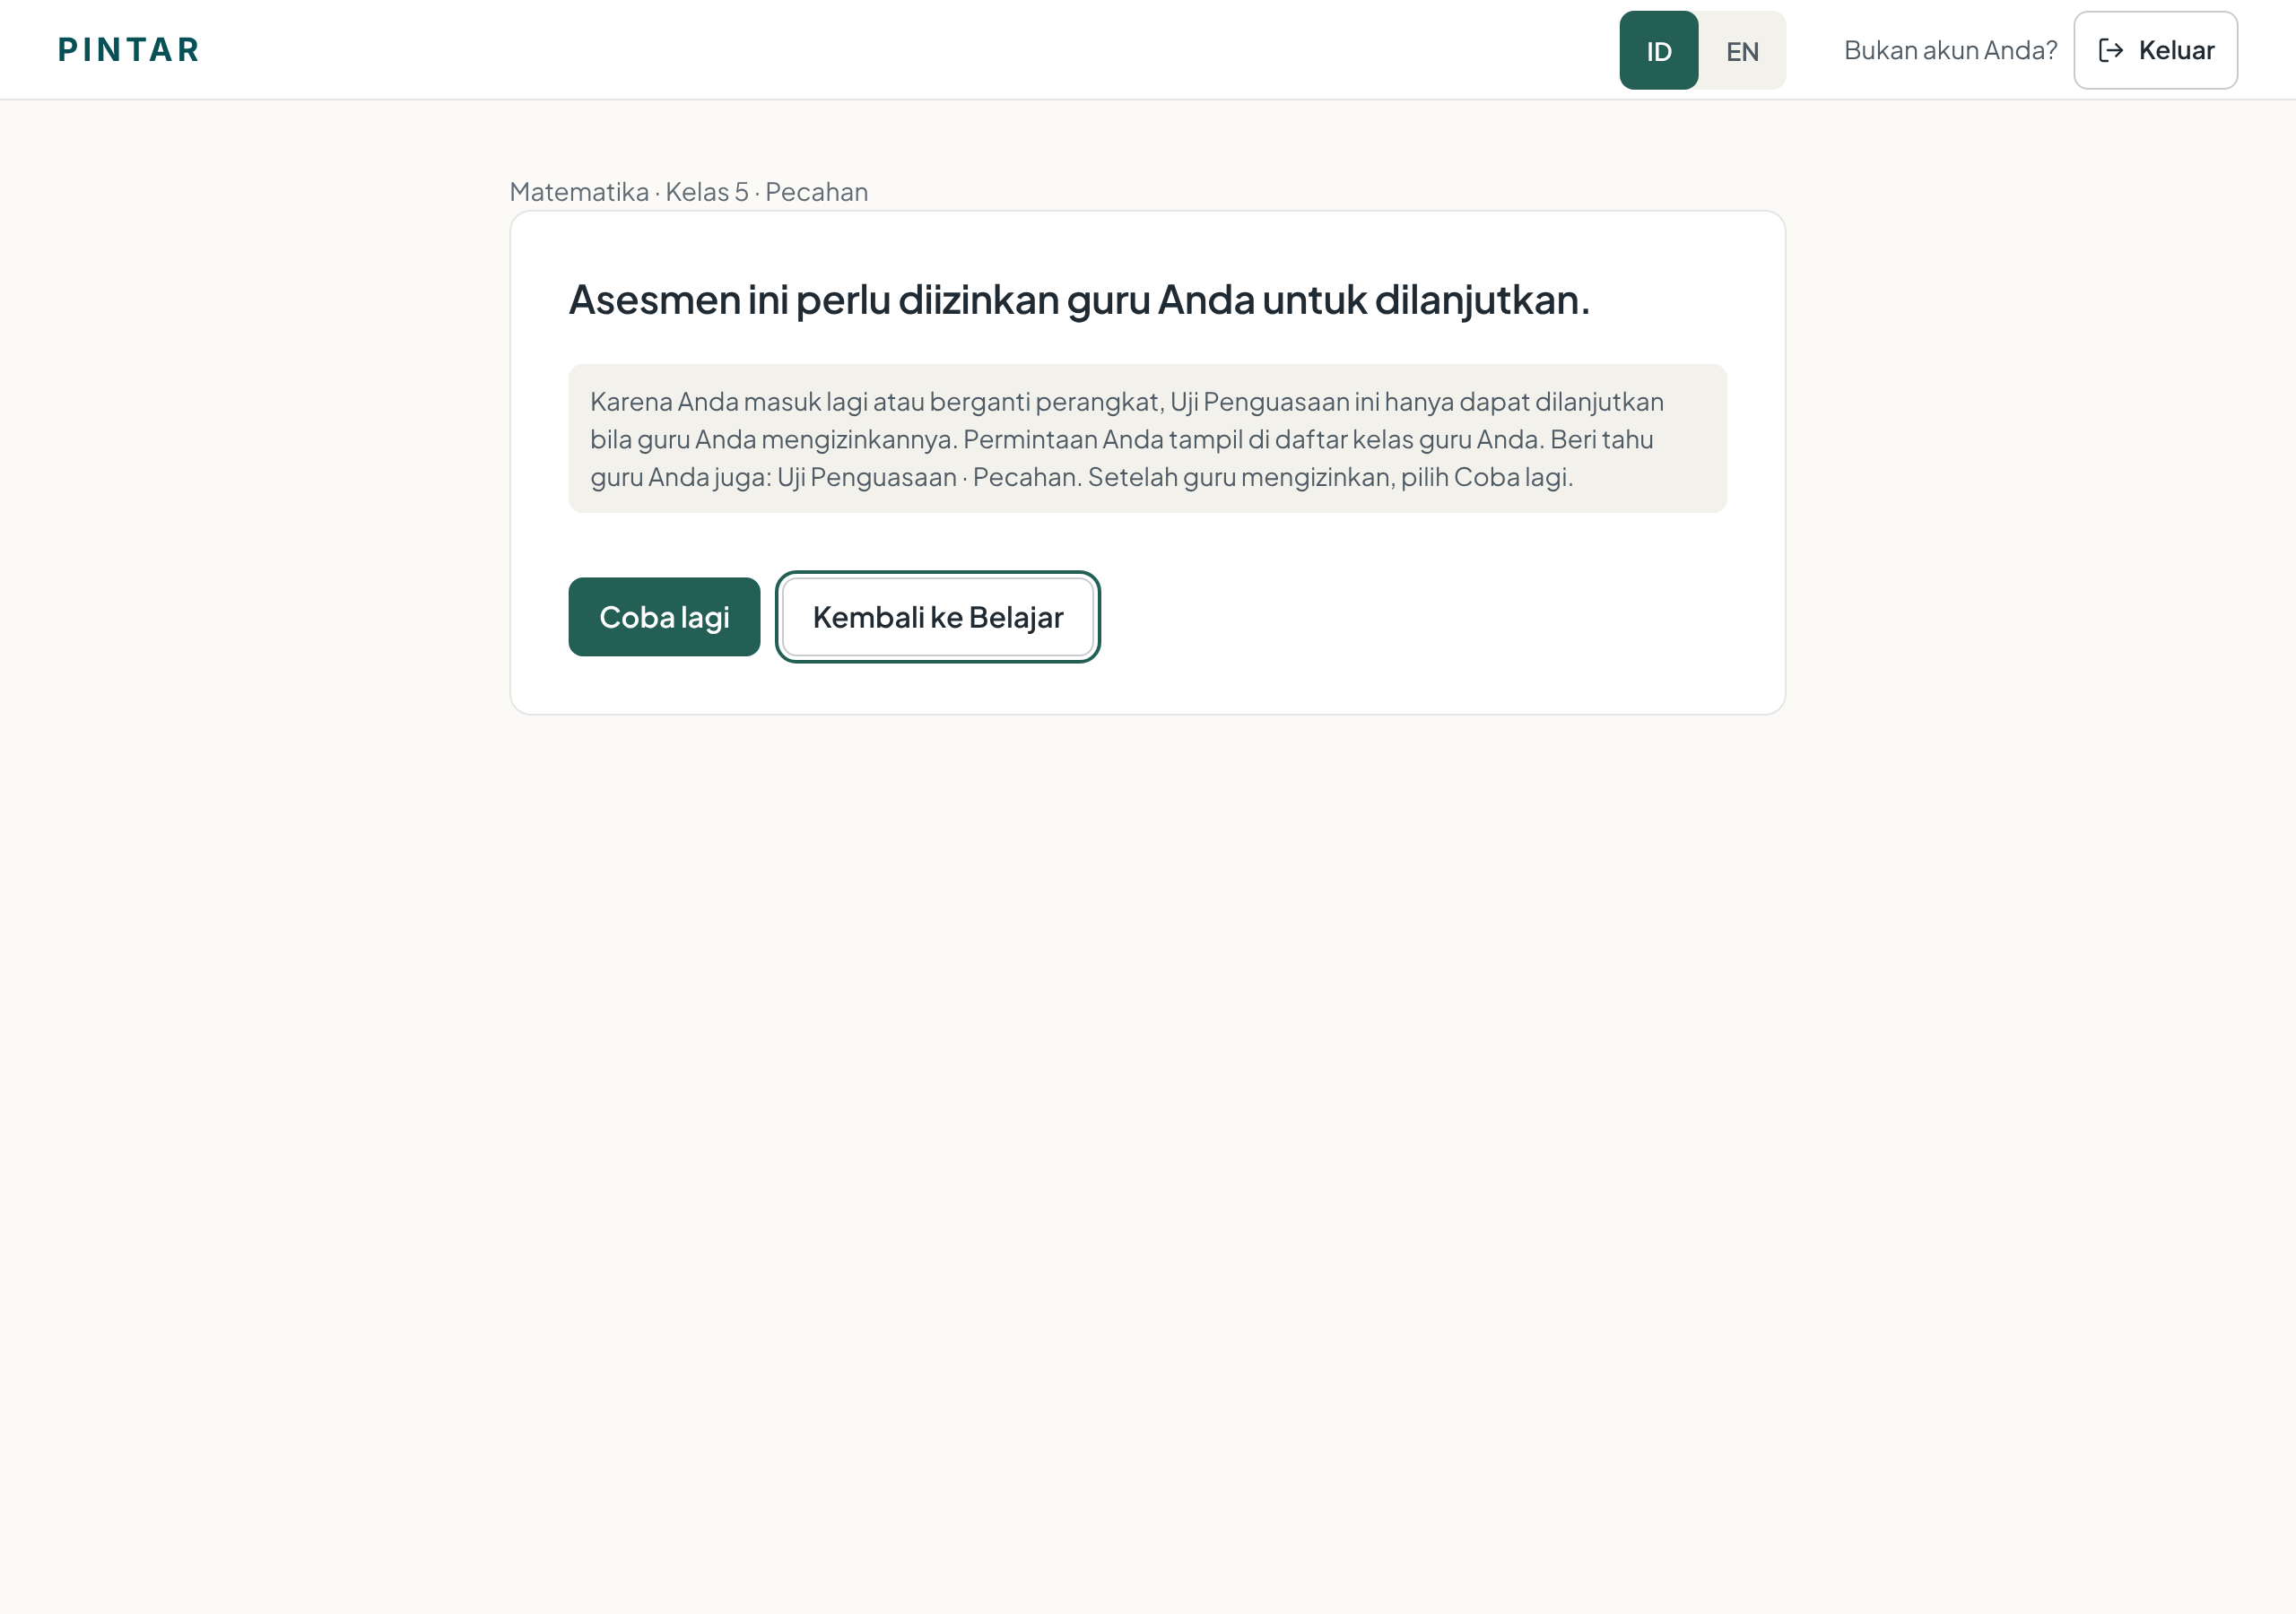 PINTAR
ID
EN
Bukan akun Anda?
Keluar
Matematika · Kelas 5 · Pecahan
Asesmen ini perlu diizinkan guru Anda untuk dilanjutkan.
Karena Anda masuk lagi atau berganti perangkat, Uji Penguasaan ini hanya dapat dilanjutkan
bila guru Anda mengizinkannya. Permintaan Anda tampil di daftar kelas guru Anda. Beri tahu
guru Anda juga: Uji Penguasaan · Pecahan. Setelah guru mengizinkan, pilih Coba lagi.
Coba lagi
Kembali ke Belajar